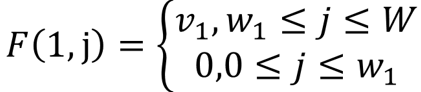 F(1,j) = {v₁, w₁ ≤ j ≤ W
0,0 ≤ j ≤ w₁